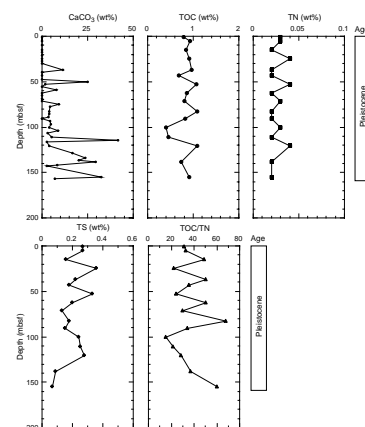 CaCO3 (wt%) TOC (wt%) TN (wt%)
0 25 50 0 1 2 0 0.05 0.1 Age
0
50
100
150
200
Depth (mbsf)
Pleistocene
TS (wt%) TOC/TN
0 0.2 0.4 0.6 0 20 40 60 80 Age
0
50
100
150
200
Depth (mbsf)
Pleistocene